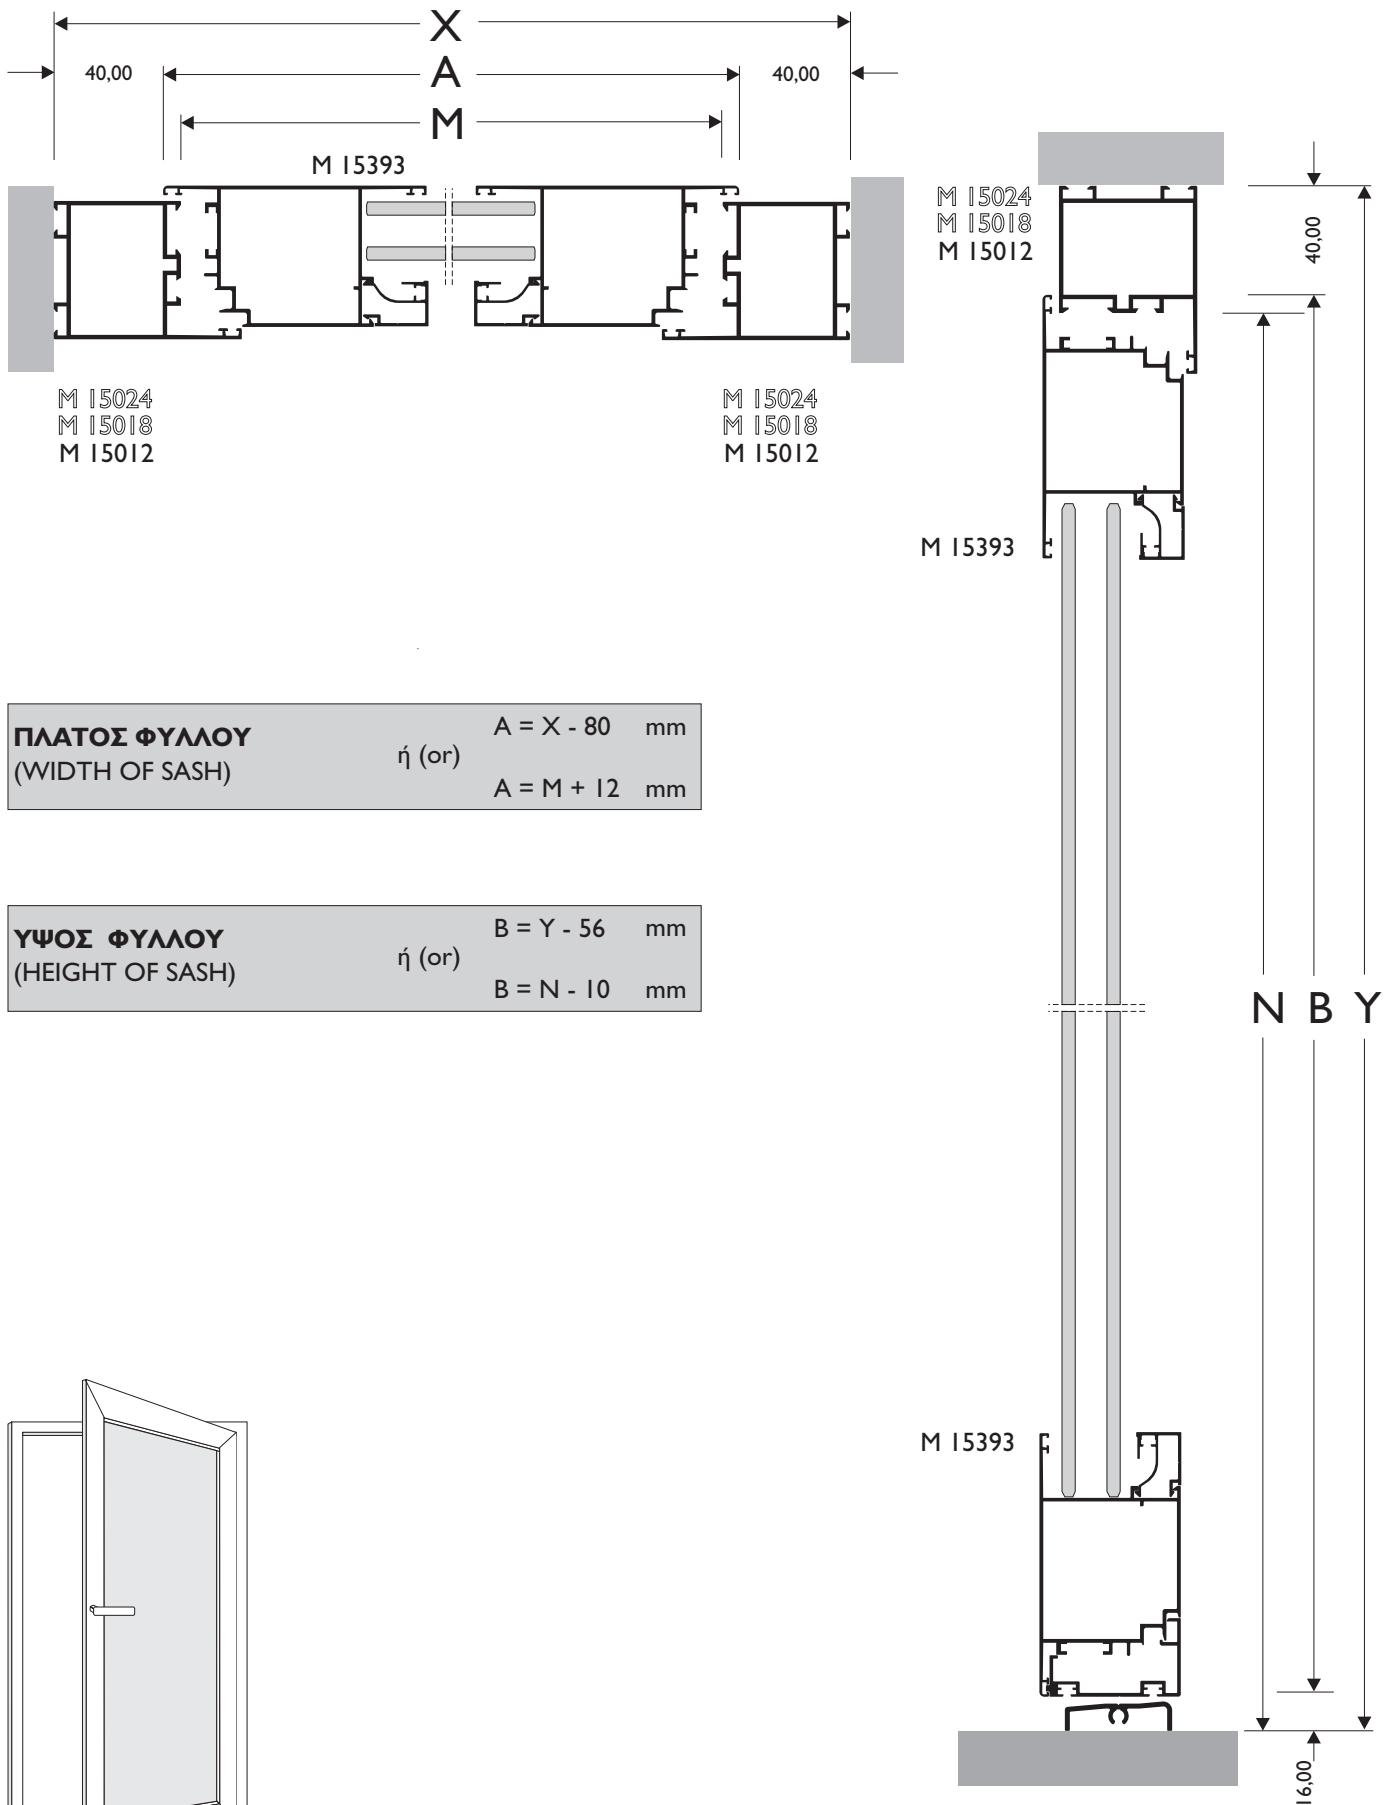 X
40,00
A
40,00
M
M 15393
M 15024
M 15018
M 15012
40,00
M 15024
M 15018
M 15012
M 15024
M 15018
M 15012
M 15393
ΠΛΑΤΟΣ ΦΥΛΛΟΥ
(WIDTH OF SASH)
ή (or)
A = X - 80 mm
A = M + 12 mm
ΥΨΟΣ ΦΥΛΛΟΥ
(HEIGHT OF SASH)
ή (or)
B = Y - 56 mm
B = N - 10 mm
N B Y
M 15393
16,00